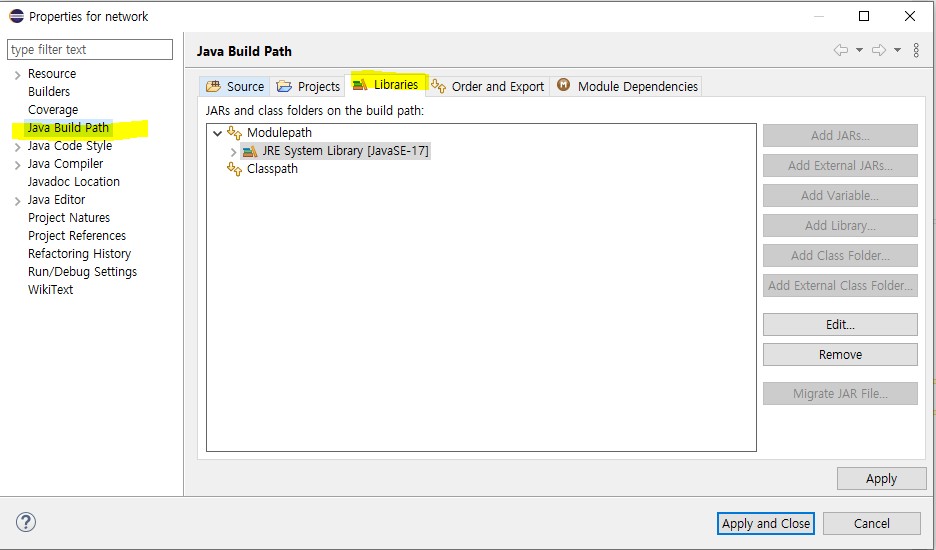 Properties for network
type filter text
Resource
Builders
Coverage
Java Build Path
Java Code Style
Java Compiler
Javadoc Location
Java Editor
Project Natures
Project References
Refactoring History
Run/Debug Settings
WikiText
Java Build Path
Source Projects Libraries Order and Export Module Dependencies
JARs and class folders on the build path:
Modulepath
JRE System Library [JavaSE-17]
Classpath
Add JARs...
Add External JARs...
Add Variable...
Add Library...
Add Class Folder...
Add External Class Folder...
Edit...
Remove
Migrate JAR File...
Apply
Apply and Close Cancel